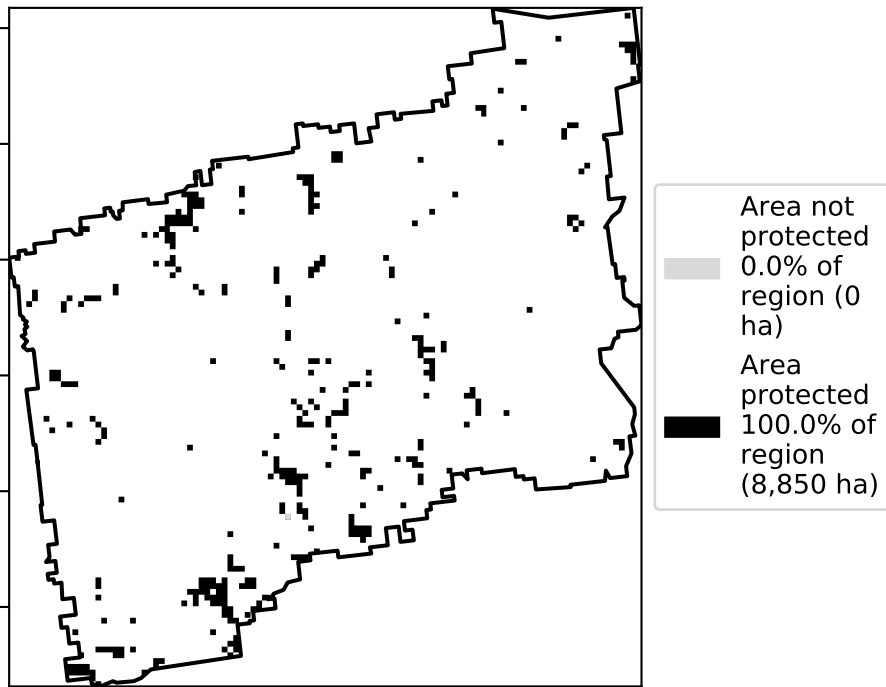 Area not
protected
0.0% of
region (0
ha)
Area
protected
100.0% of
region
(8,850 ha)